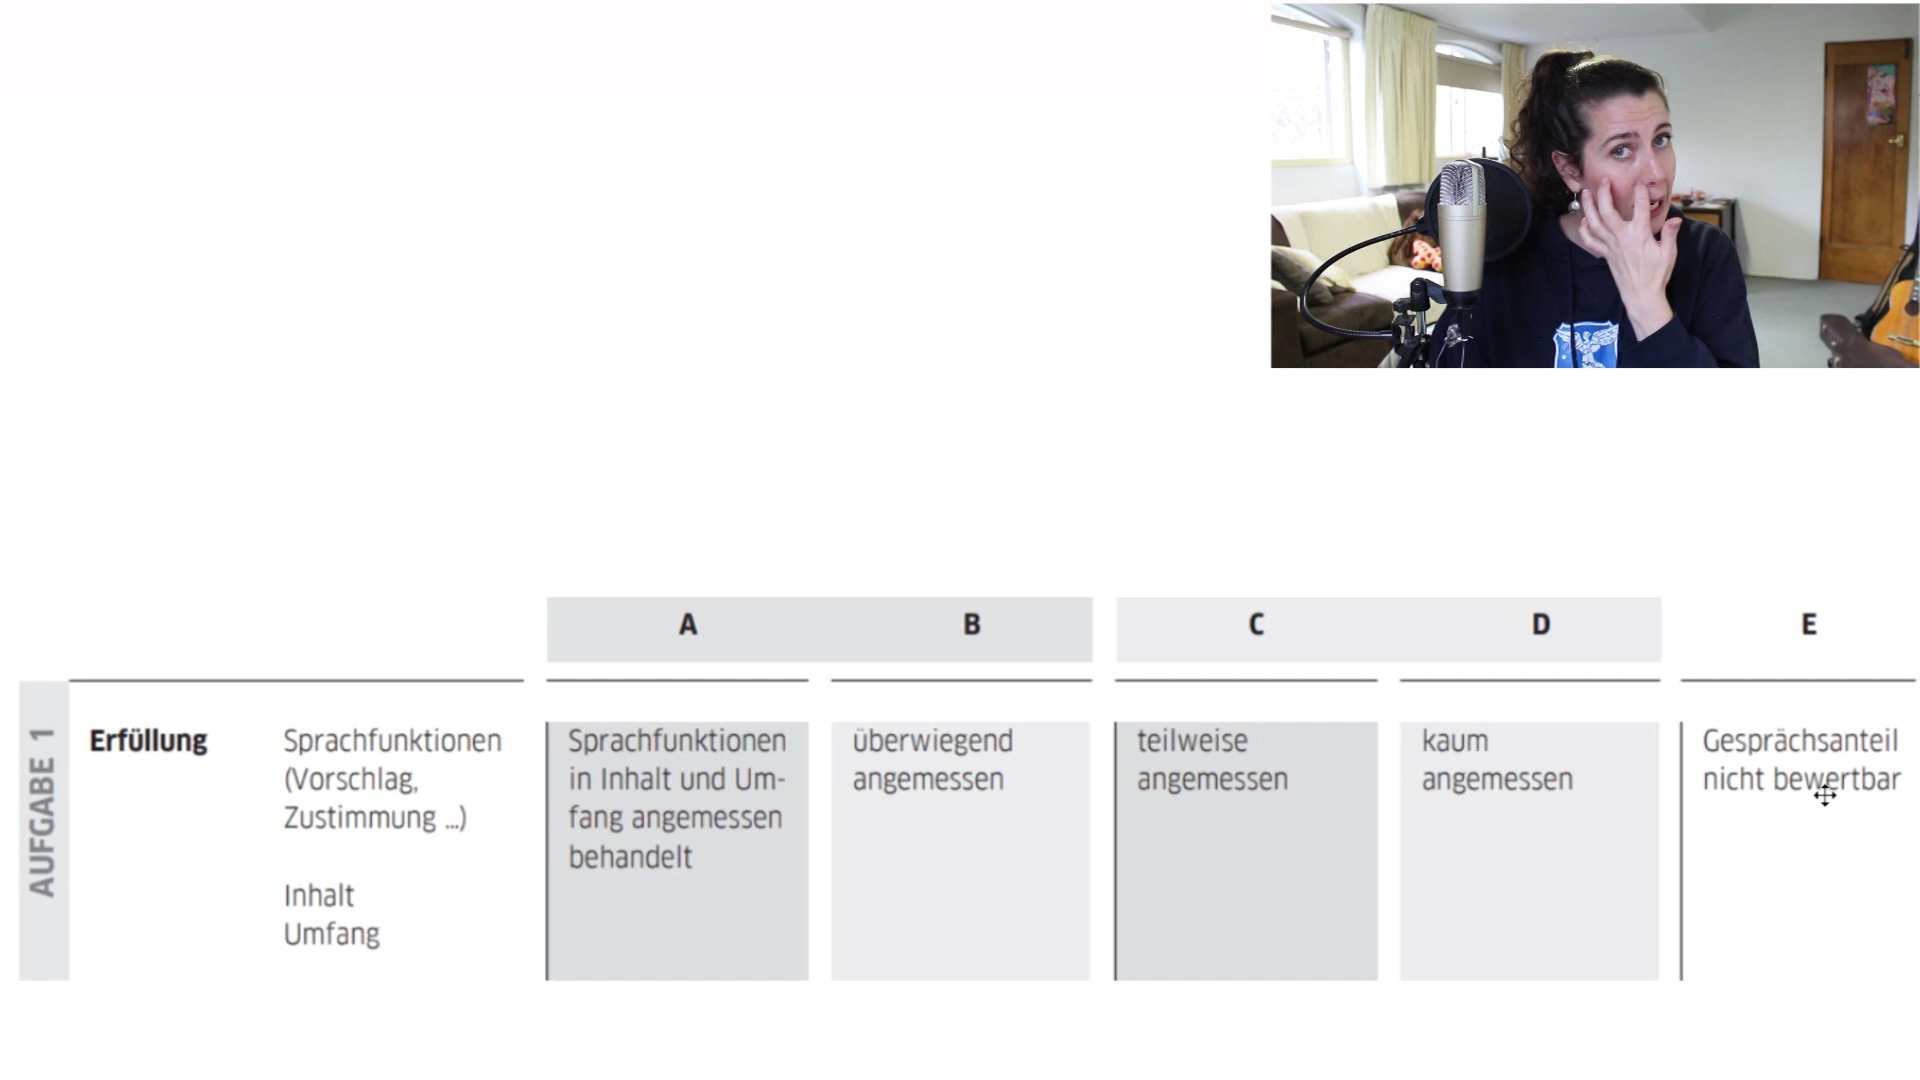 A B C D E
AUFGABE 1
Erfüllung
Sprachfunktionen
(Vorschlag,
Zustimmung ...)
Inhalt
Umfang
Sprachfunktionen
in Inhalt und Um-
fang angemessen
behandelt
überwiegend
angemessen
teilweise
angemessen
kaum
angemessen
Gesprächsanteil
nicht bewertbar